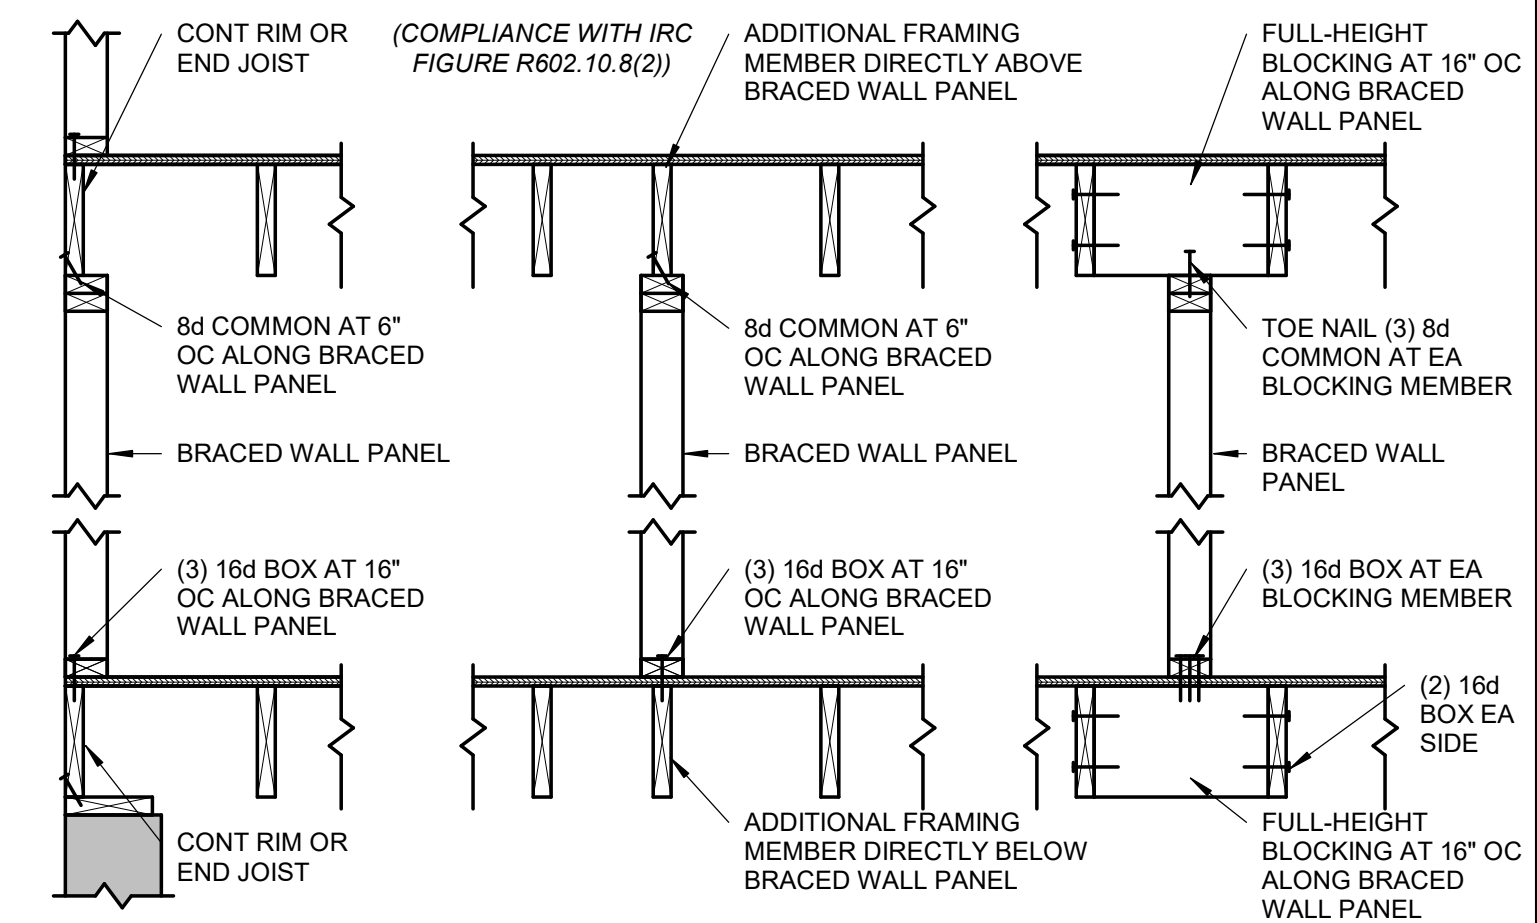 CONT RIM OR
END JOIST
(COMPLIANCE WITH IRC
FIGURE R602.10.8(2))
ADDITIONAL FRAMING
MEMBER DIRECTLY ABOVE
BRACED WALL PANEL
FULL-HEIGHT
BLOCKING AT 16" OC
ALONG BRACED
WALL PANEL
8d COMMON AT 6"
OC ALONG BRACED
WALL PANEL
8d COMMON AT 6"
OC ALONG BRACED
WALL PANEL
TOE NAIL (3) 8d
COMMON AT EA
BLOCKING MEMBER
BRACED WALL PANEL
BRACED WALL PANEL
BRACED WALL
PANEL
(3) 16d BOX AT 16"
OC ALONG BRACED
WALL PANEL
(3) 16d BOX AT 16"
OC ALONG BRACED
WALL PANEL
(3) 16d BOX AT EA
BLOCKING MEMBER
(2) 16d
BOX EA
SIDE
CONT RIM OR
END JOIST
ADDITIONAL FRAMING
MEMBER DIRECTLY BELOW
BRACED WALL PANEL
FULL-HEIGHT
BLOCKING AT 16" OC
ALONG BRACED
WALL PANEL